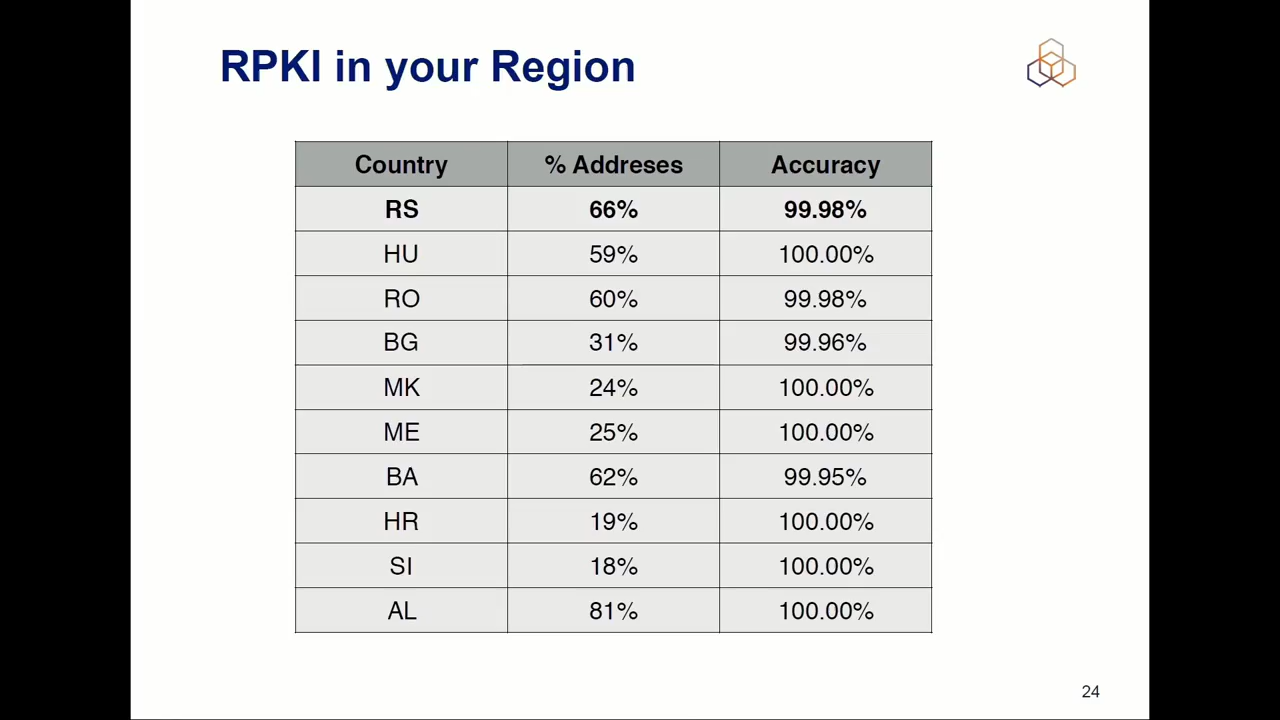 RPKI in your Region
Country % Addreses Accuracy
RS 66% 99.98%
HU 59% 100.00%
RO 60% 99.98%
BG 31% 99.96%
MK 24% 100.00%
ME 25% 100.00%
BA 62% 99.95%
HR 19% 100.00%
SI 18% 100.00%
AL 81% 100.00%
24